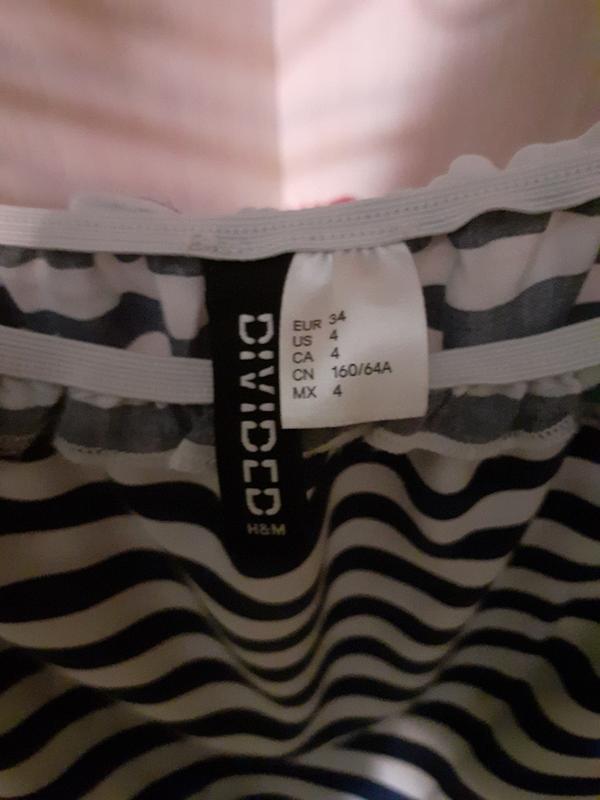 DIVIDED
H&M
EUR 34
US 4
CA 4
CN 160/64A
MX 4